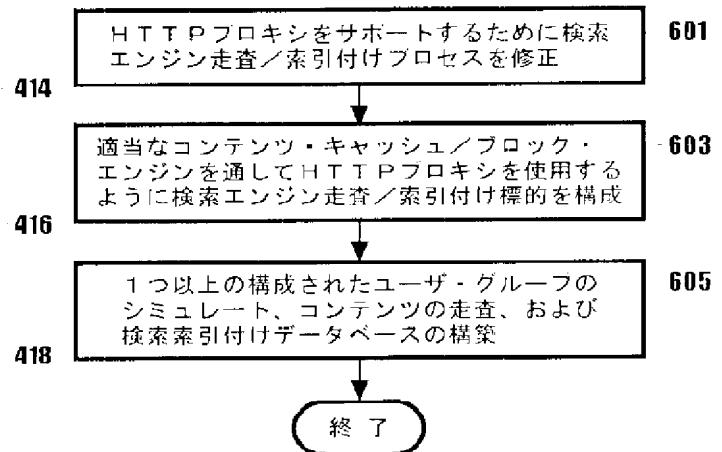 HTTPプロキシをサポートするために検索
エンジン走査/索引付けプロセスを修正
601
414
適当なコンテンツ・キャッシュ/ブロック・
エンジンを通してHTTPプロキシを使用する
ように検索エンジン走査/索引付け標的を構成
603
416
1つ以上の構成されたユーザ・グループの
シミュレート、コンテンツの走査、および
検索索引付けデータベースの構築
605
418
終了